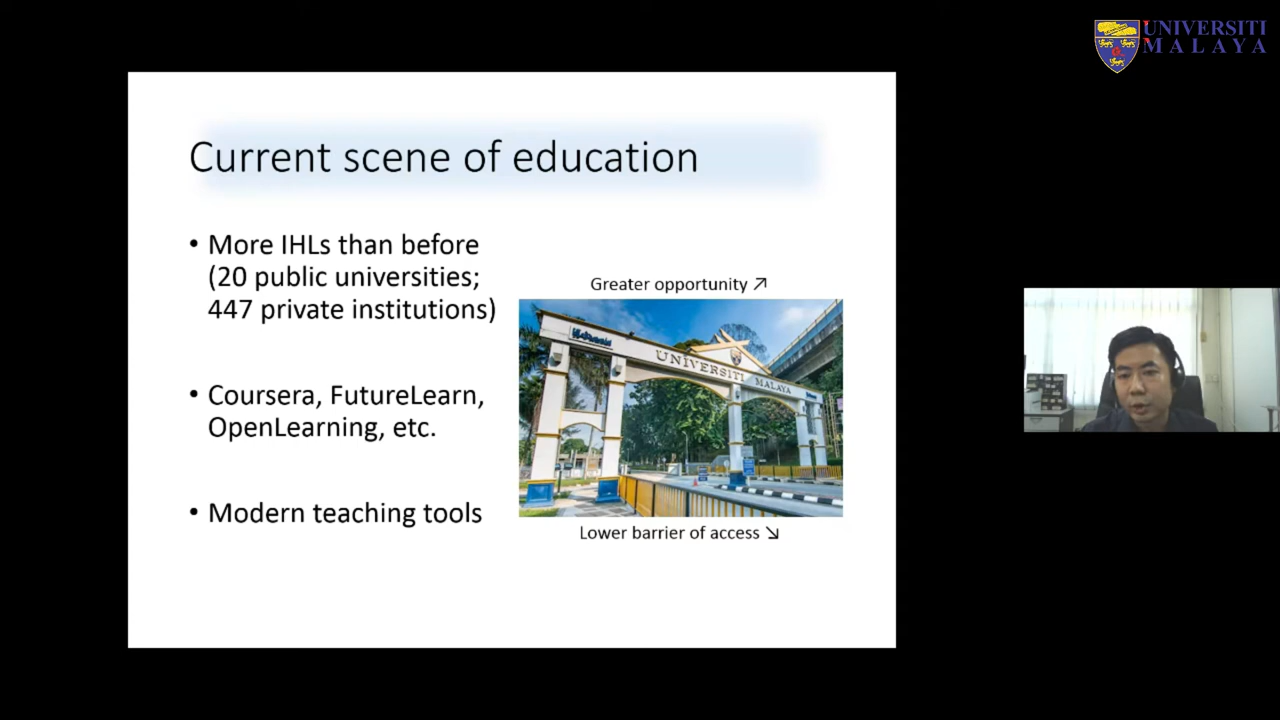 UNIVERSITI
MALAYA
Current scene of education
• More IHLs than before
(20 public universities;
447 private institutions)
• Coursera, FutureLearn,
OpenLearning, etc.
• Modern teaching tools
Greater opportunity ↗
UNIVERSITI MALAYA
Lower barrier of access ↘